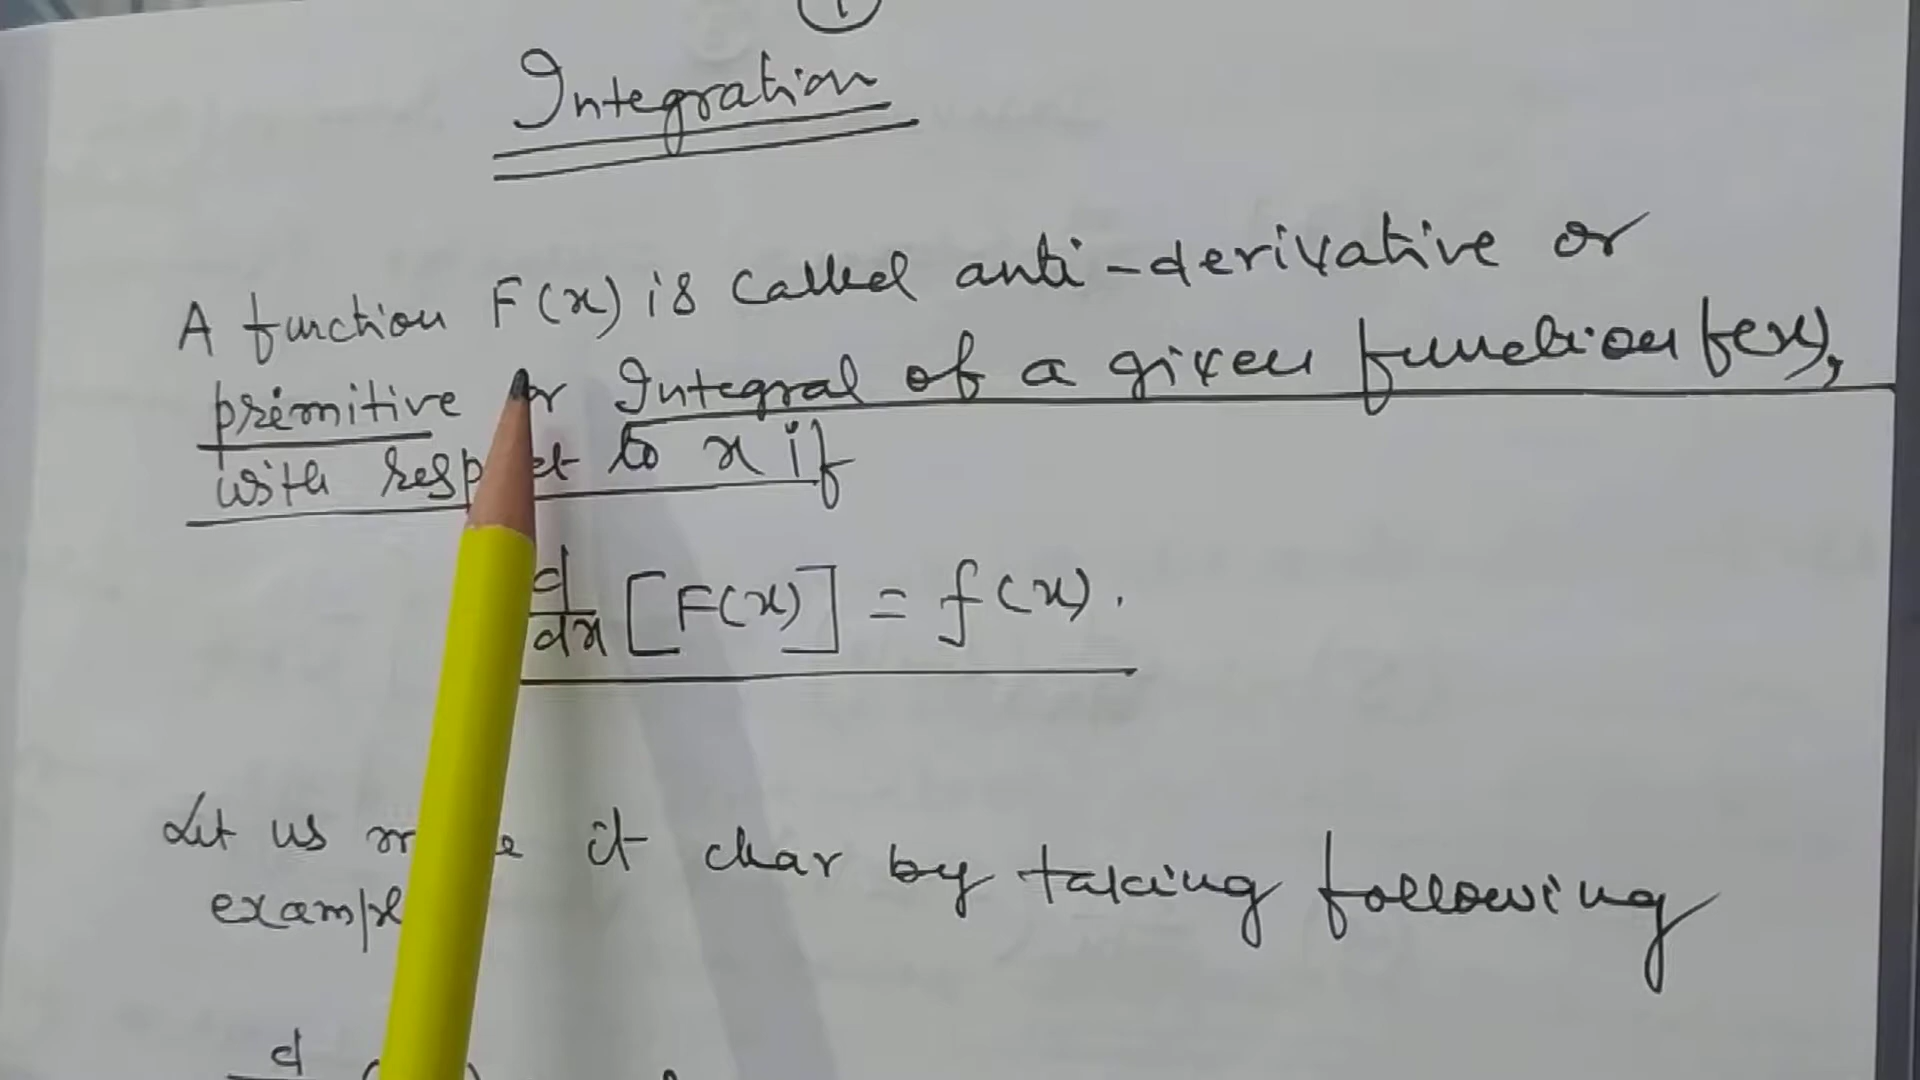 1
Integration
A function F(x) is called anti-derivative or
primitive or Integral of a given function f(x),
with respect to x if
d/dx [F(x)] = f(x).
Let us it clear by taking following
d